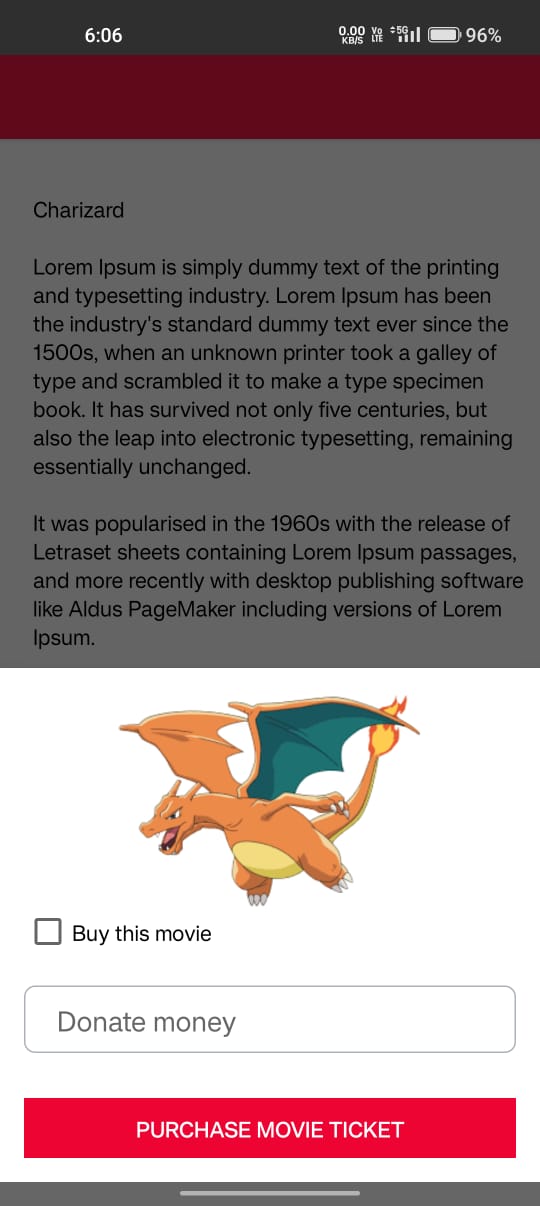 6:06
0.00 KB/S Vo LTE 5G 96%
Charizard
Lorem Ipsum is simply dummy text of the printing
and typesetting industry. Lorem Ipsum has been
the industry's standard dummy text ever since the
1500s, when an unknown printer took a galley of
type and scrambled it to make a type specimen
book. It has survived not only five centuries, but
also the leap into electronic typesetting, remaining
essentially unchanged.
It was popularised in the 1960s with the release of
Letraset sheets containing Lorem Ipsum passages,
and more recently with desktop publishing software
like Aldus PageMaker including versions of Lorem
Ipsum.
Buy this movie
Donate money
PURCHASE MOVIE TICKET